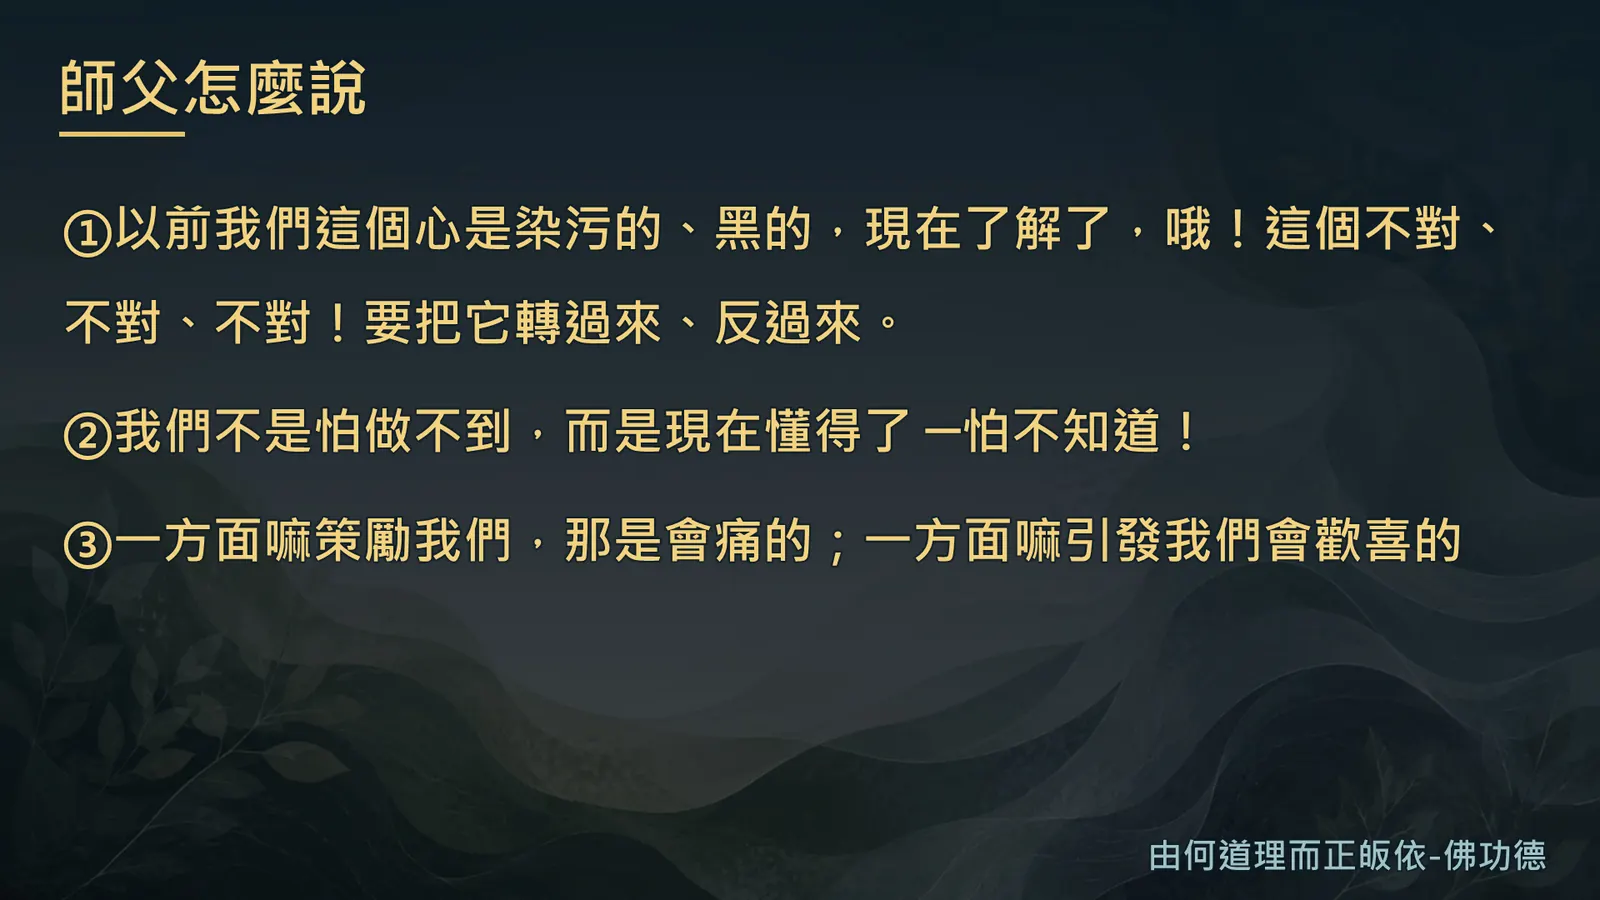 師父怎麼說
①以前我們這個心是染污的、黑的，現在了解了，哦！這個不對、
不對、不對！要把它轉過來、反過來。
②我們不是怕做不到，而是現在懂得了—怕不知道！
③一方面嘛策勵我們，那是會痛的；一方面嘛引發我們會歡喜的
由何道理而正皈依-佛功德